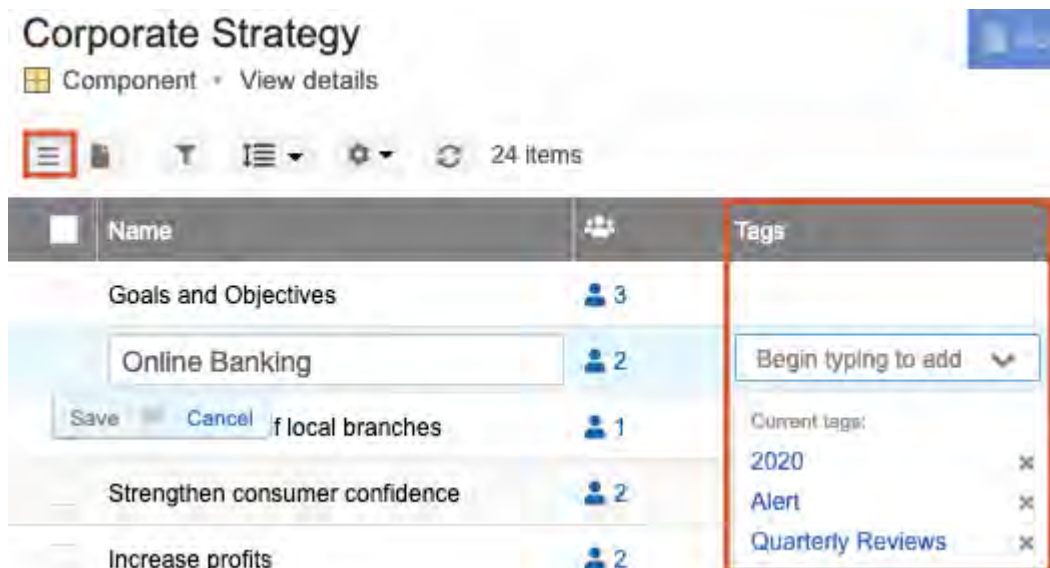 Corporate Strategy
Component • View details
24 items
Name Tags
Goals and Objectives 3
Online Banking 2 Begin typing to add
Save Cancel f local branches 1 Current tags:
2020
Strengthen consumer confidence 2
Alert
Quarterly Reviews
Increase profits 2